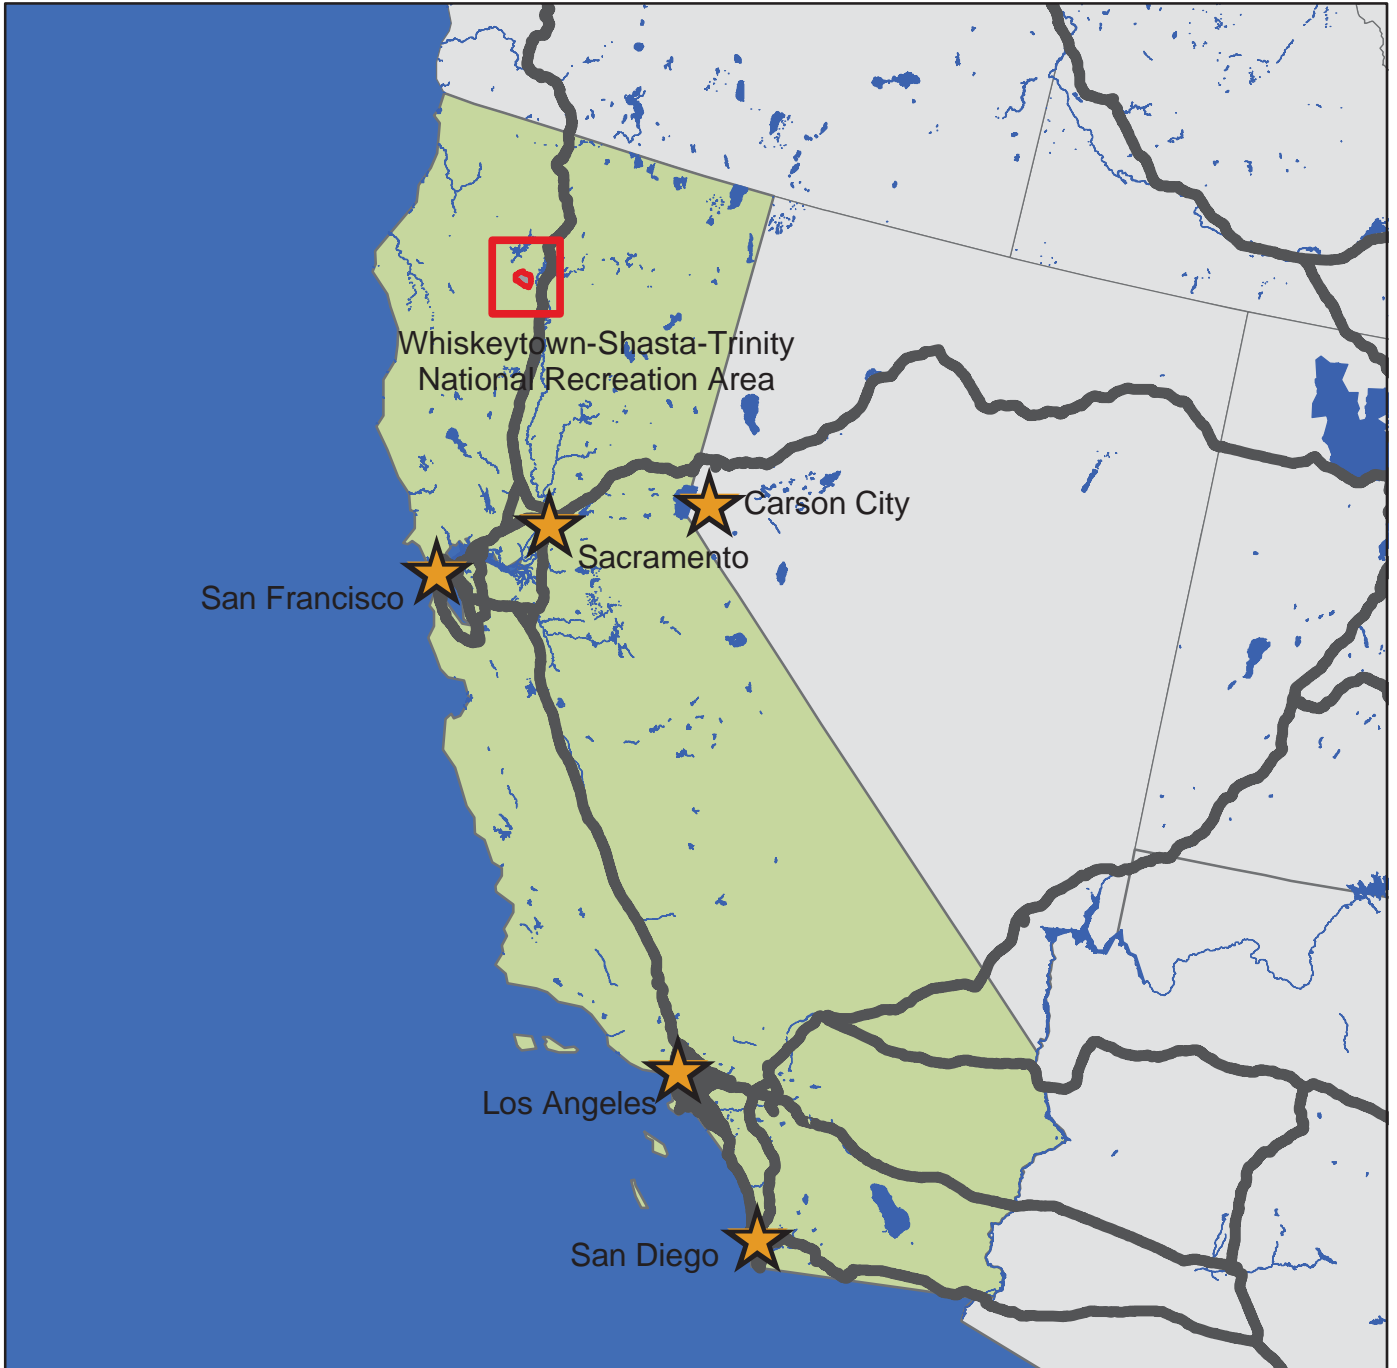 Whiskeytown-Shasta-Trinity
National Recreation Area
Carson City
Sacramento
San Francisco
Los Angeles
San Diego